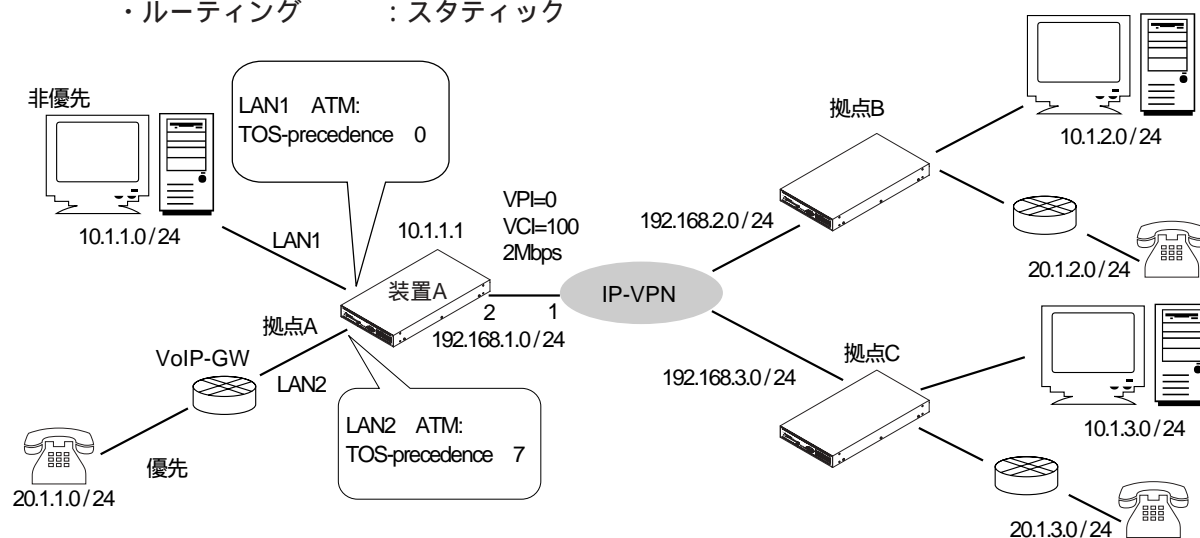 ・ルーティング ：スタティック
非優先
LAN1 ATM:
TOS-precedence 0
拠点B
10.1.2.0/24
VPI=0
VCI=100
2Mbps
192.168.2.0/24
10.1.1.0/24
LAN1
10.1.1.1
20.1.2.0/24
装置A
IP-VPN
2
1
拠点A
192.168.1.0/24
VoIP-GW
拠点C
192.168.3.0/24
LAN2
LAN2 ATM:
TOS-precedence 7
10.1.3.0/24
優先
20.1.1.0/24
20.1.3.0/24